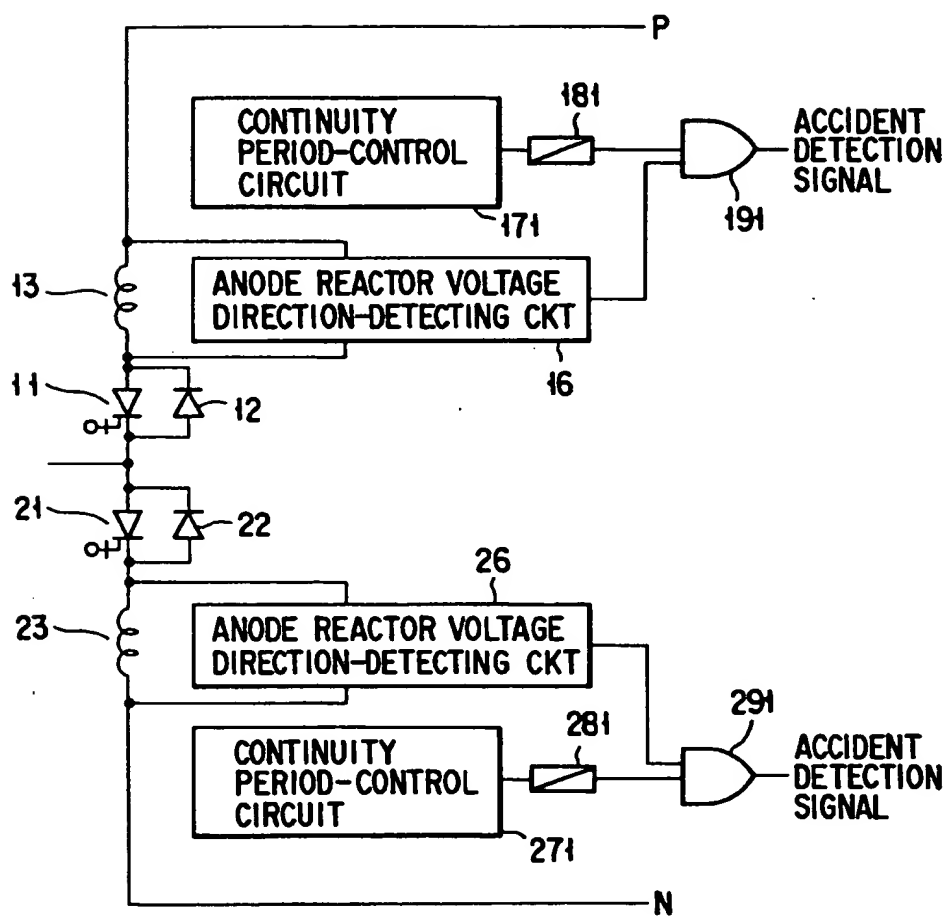 P
181
CONTINUITY
PERIOD-CONTROL
CIRCUIT
ACCIDENT
DETECTION
SIGNAL
171
191
13
ANODE REACTOR VOLTAGE
DIRECTION-DETECTING CKT
16
11
12
21
22
26
23
ANODE REACTOR VOLTAGE
DIRECTION-DETECTING CKT
281
291
CONTINUITY
PERIOD-CONTROL
CIRCUIT
ACCIDENT
DETECTION
SIGNAL
271
N